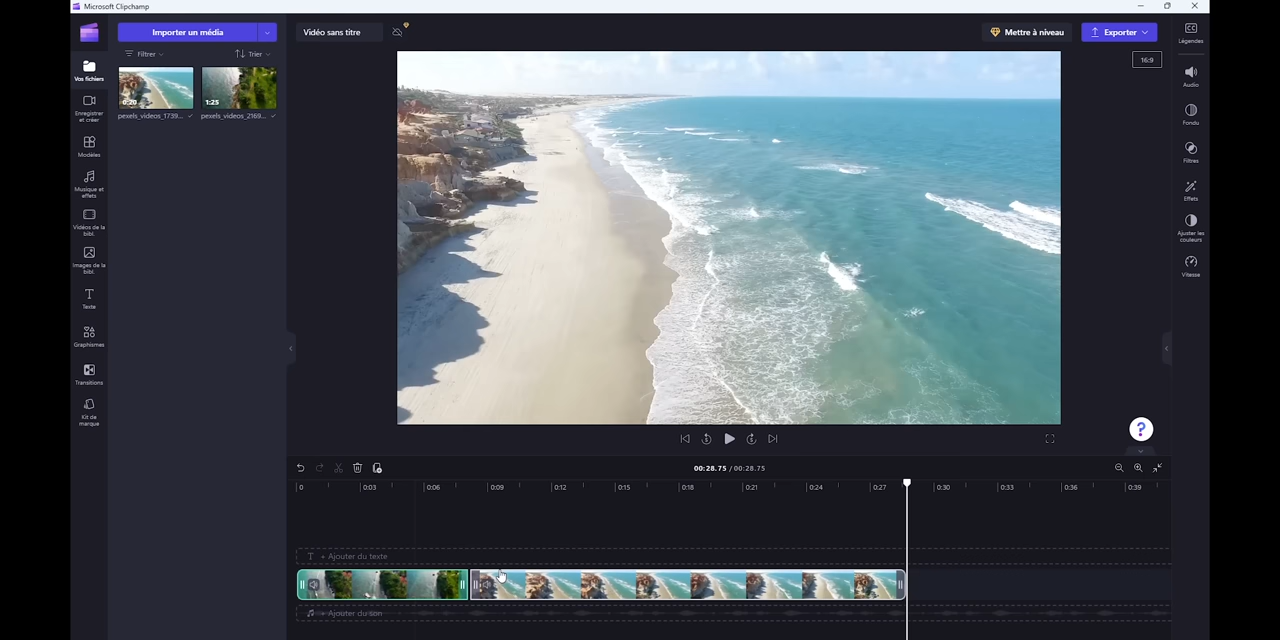 Microsoft Clipchamp
Importer un média
Vidéo sans titre
Mettre à niveau
Exporter
Légendes
Filtrer
Trier
16:9
Vos fichiers
0:20
1:25
pexels_videos_1739...
pexels_videos_2169...
Audio
Enregistrer
et créer
Fondu
Modèles
Filtres
Musique et
effets
Effets
Vidéos de la
bibl.
Ajuster les
couleurs
Images de la
bibl.
Vitesse
Texte
Graphismes
Transitions
Kit de
marque
?
00:28.75 / 00:28.75
0 0:03 0:06 0:09 0:12 0:15 0:18 0:21 0:24 0:27 0:30 0:33 0:36 0:39
T + Ajouter du texte
+ Ajouter du son